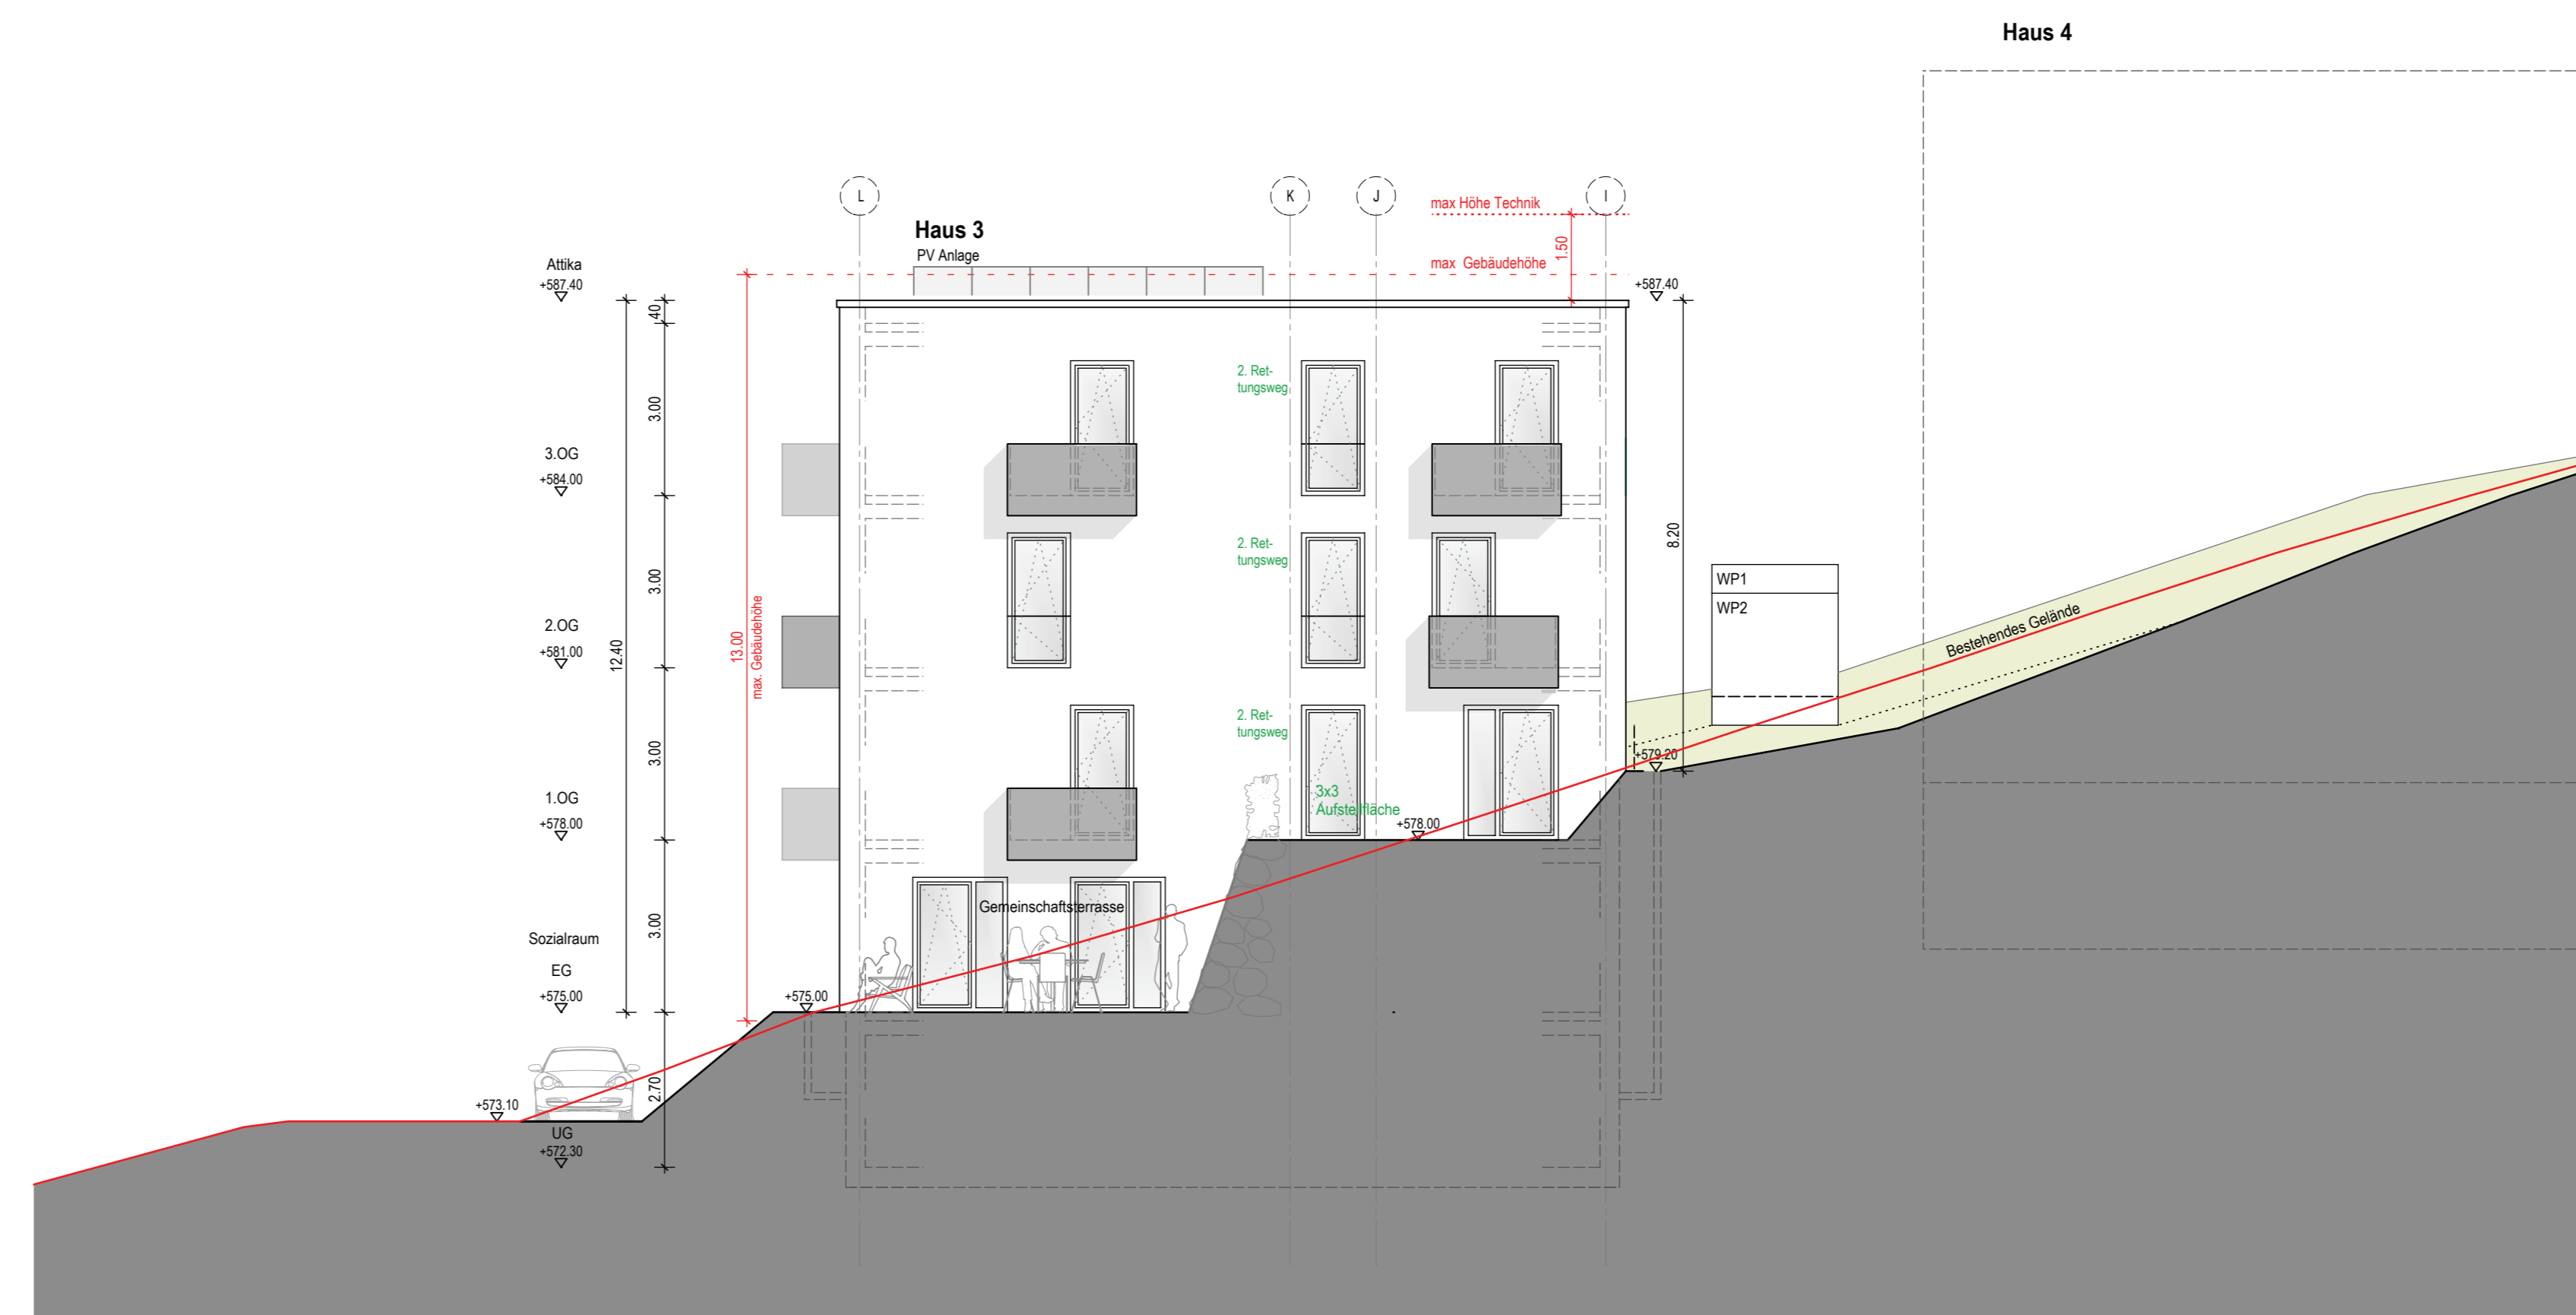 Haus 4
L
K
J
I
max Höhe Technik
1.50
Haus 3
PV Anlage
max Gebäudehöhe
Attika
+587.40
+587.40
40
3.00
2. Ret-
tungsweg
3.OG
+584.00
2. Ret-
tungsweg
8.20
3.00
WP1
WP2
Bestehendes Gelände
2.OG
+581.00
12.40
13.00
max. Gebäudehöhe
2. Ret-
tungsweg
3.00
+579.20
1.OG
+578.00
3x3
Aufstellfläche
+578.00
Gemeinschaftsterrasse
3.00
Sozialraum
EG
+575.00
+575.00
2.70
+573.10
UG
+572.30